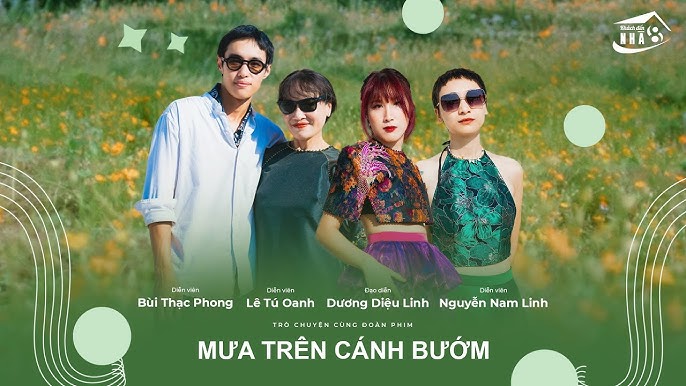 Khách đến
NHÀ
8
Diễn viên
Bùi Thạc Phong
Diễn viên
Lê Tú Oanh
Đạo diễn
Dương Diệu Linh
Diễn viên
Nguyễn Nam Linh
TRÒ CHUYỆN CÙNG ĐOÀN PHIM
MƯA TRÊN CÁNH BƯỚM